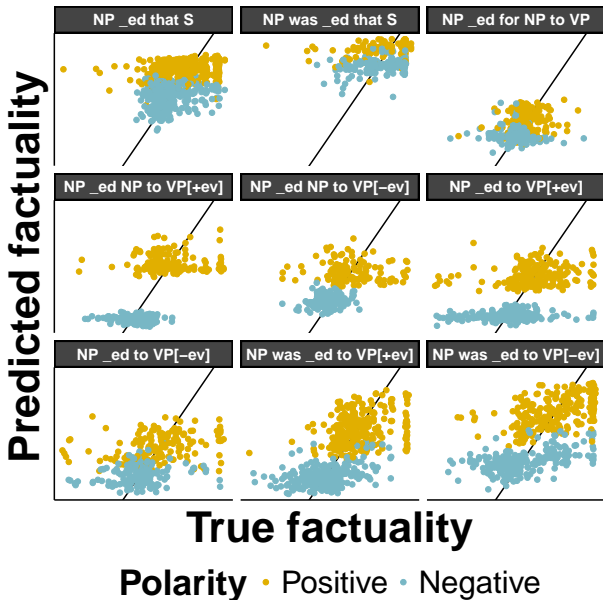 NP _ed that S
NP was _ed that S
NP _ed for NP to VP
NP _ed NP to VP[+ev]
NP _ed NP to VP[−ev]
NP _ed to VP[+ev]
NP _ed to VP[−ev]
NP was _ed to VP[+ev]
NP was _ed to VP[−ev]
Predicted factuality
True factuality
Polarity • Positive • Negative